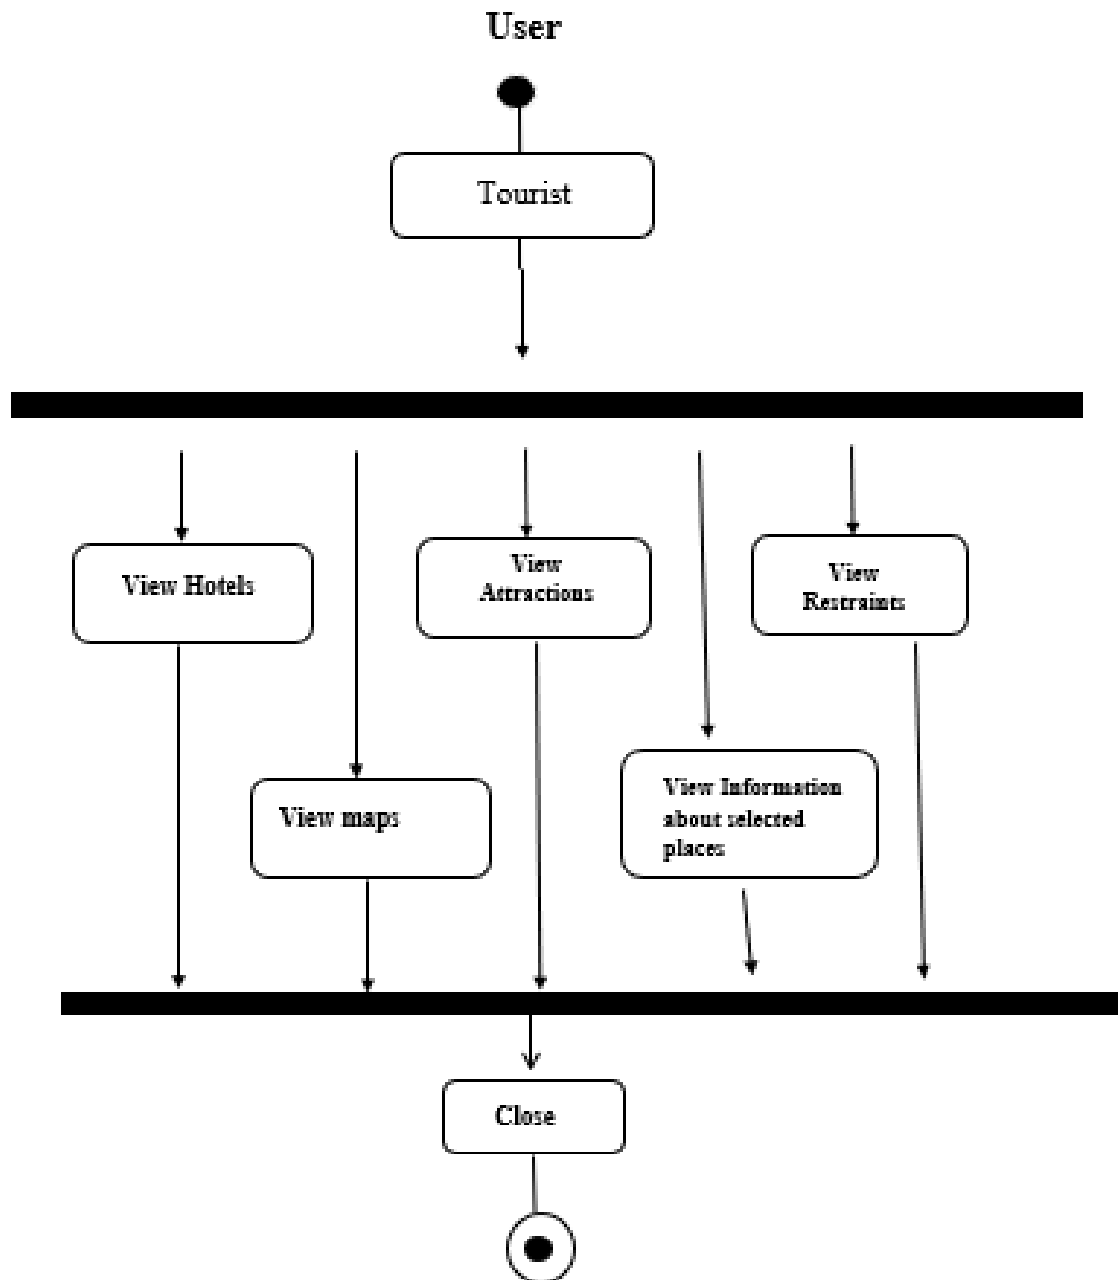 User
Tourist
View Hotels
View
Attractions
View
Restraints
View maps
View Information
about selected
places
Close